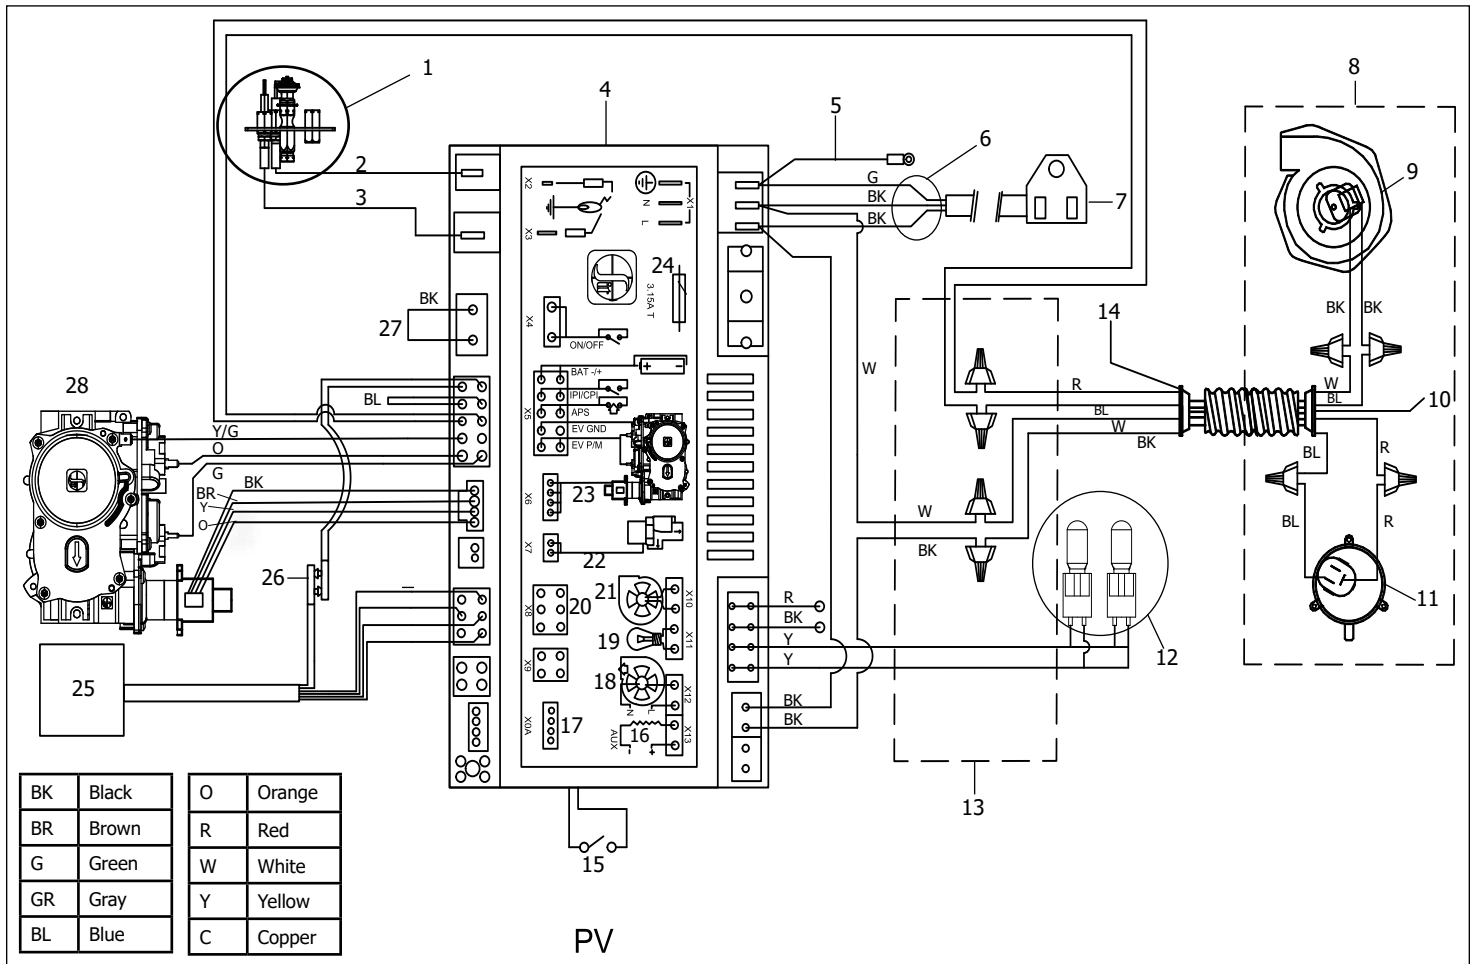 1
2
3
4
5
6
7
8
9
10
11
12
13
14
15
16
17
18
19
20
21
22
23
24
25
26
27
28
X2
X3
N
L
X1
3.15A T
X4
ON/OFF
BAT -/+
IPI/CPI
APS
EV GND
EV P/M
X5
X6
X7
X8
X9
X0A
X10
X11
X12
X13
N
L
AUX
- +
G
BK
BK
BK
BL
Y/G
O
G
BK
BR
Y
O
W
R
BL
W
BK
W
BK
R
BK
Y
Y
BK
BK
BK
BK
W
BL
BL
R
BL
R
BK Black
BR Brown
G Green
GR Gray
BL Blue
O Orange
R Red
W White
Y Yellow
C Copper
PV